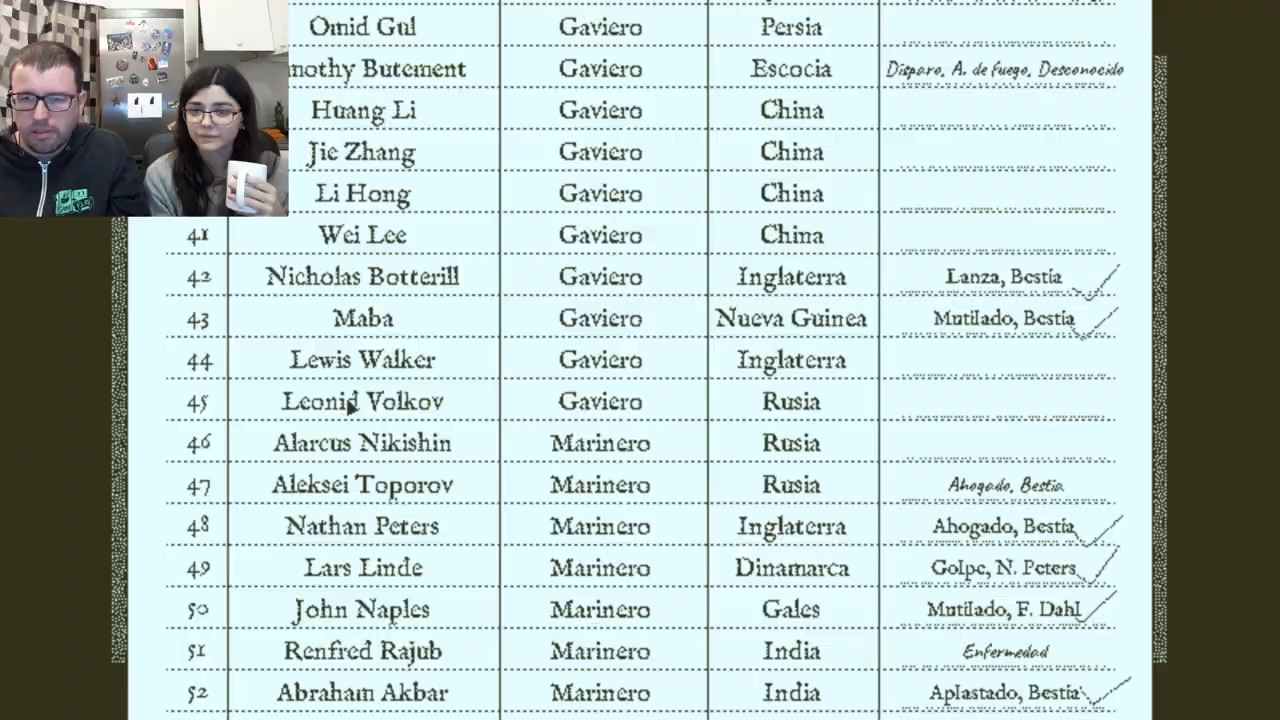 Omid Gul Gaviero Persia
mothy Butement Gaviero Escocia Disparo, A. de fuego, Desconocido
Huang Li Gaviero China
Jie Zhang Gaviero China
Li Hong Gaviero China
41 Wei Lee Gaviero China
42 Nicholas Botterill Gaviero Inglaterra Lanza, Bestia
43 Maba Gaviero Nueva Guinea Mutilado, Bestia
44 Lewis Walker Gaviero Inglaterra
45 Leonid Volkov Gaviero Rusia
46 Alarcus Nikishin Marinero Rusia
47 Aleksei Toporov Marinero Rusia Ahogado, Bestia
48 Nathan Peters Marinero Inglaterra Ahogado, Bestia
49 Lars Linde Marinero Dinamarca Golpe, N. Peters
50 John Naples Marinero Gales Mutilado, F. Dahl
51 Renfred Rajub Marinero India Enfermedad
52 Abraham Akbar Marinero India Aplastado, Bestia